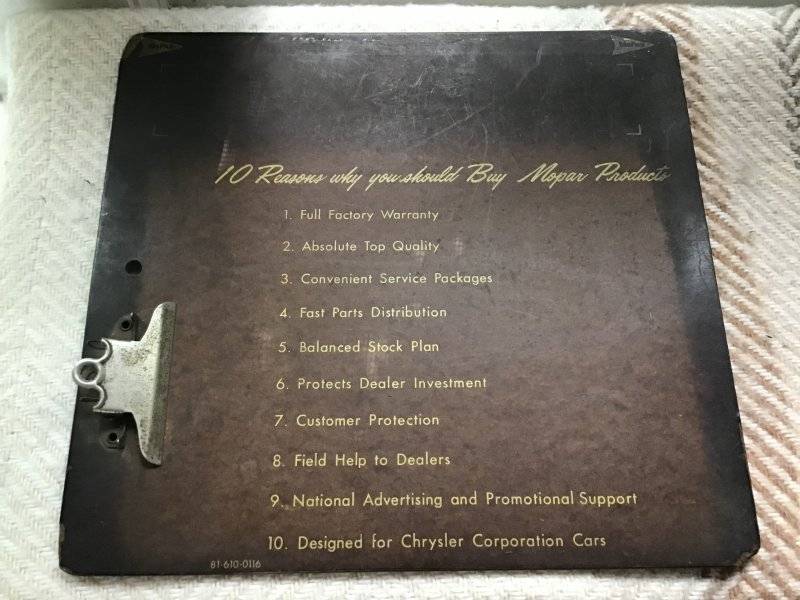 10 Reasons why you should Buy Mopar Products
1. Full Factory Warranty
2. Absolute Top Quality
3. Convenient Service Packages
4. Fast Parts Distribution
5. Balanced Stock Plan
6. Protects Dealer Investment
7. Customer Protection
8. Field Help to Dealers
9. National Advertising and Promotional Support
10. Designed for Chrysler Corporation Cars
81-610-0116